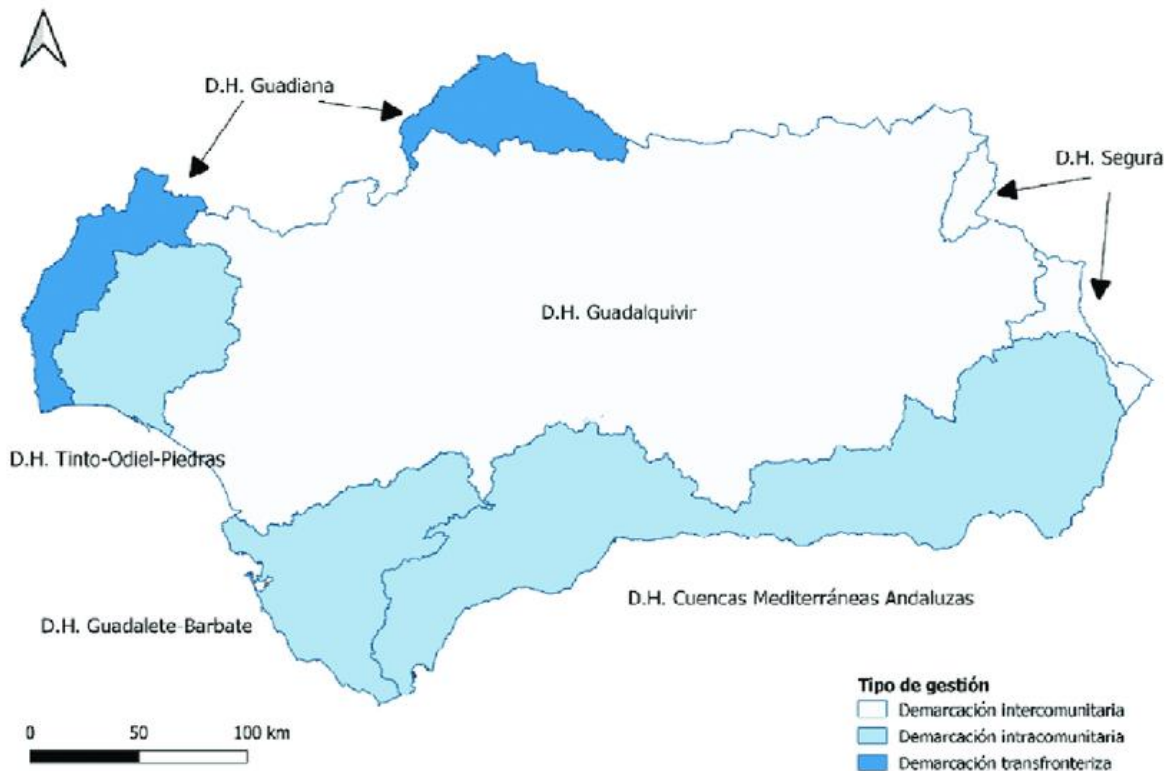 D.H. Guadiana
D.H. Segura
D.H. Guadalquivir
D.H. Tinto-Odiel-Piedras
D.H. Cuencas Mediterráneas Andaluzas
D.H. Guadalete-Barbate
Tipo de gestión
Demarcación intercomunitaria
Demarcación intracomunitaria
Demarcación transfronteriza
0 50 100 km